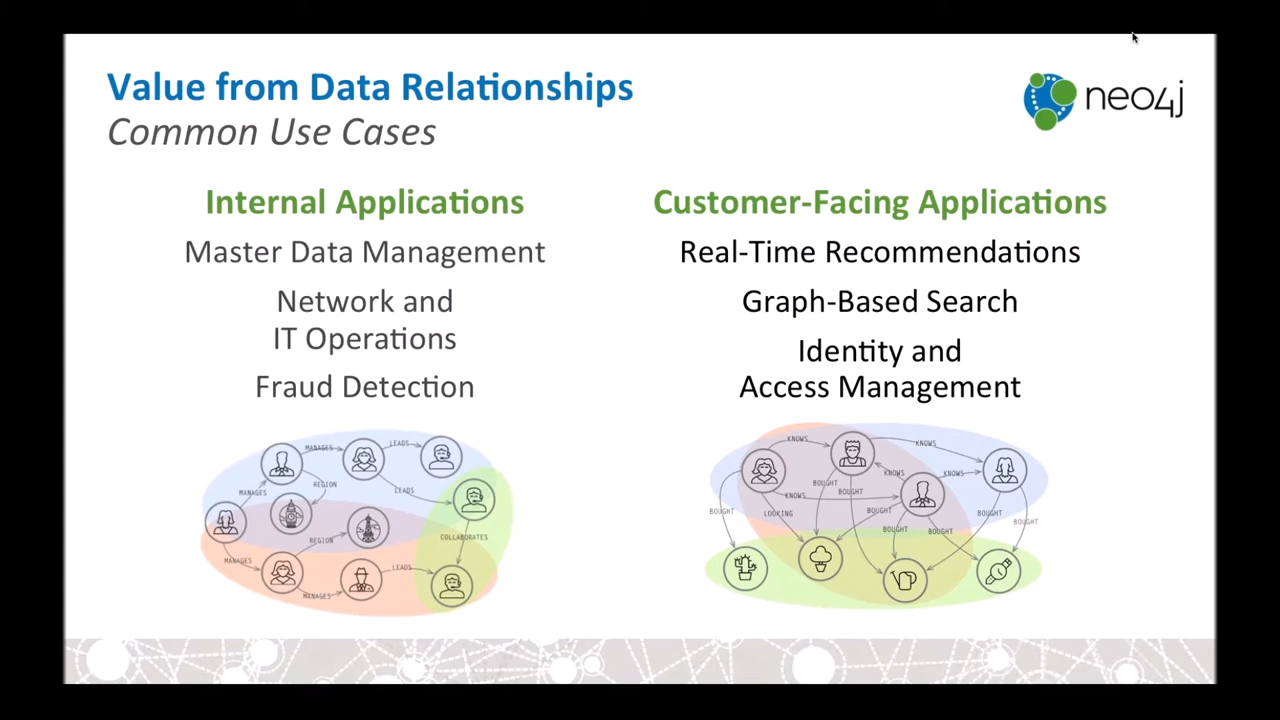 Value from Data Relationships
Common Use Cases
neo4j
Internal Applications
Master Data Management
Network and
IT Operations
Fraud Detection
Customer-Facing Applications
Real-Time Recommendations
Graph-Based Search
Identity and
Access Management
MANAGES
LEADS
MANAGES
REGION
LEADS
REGION
COLLABORATES
MANAGES
LEADS
MANAGES
KNOWS
KNOWS
KNOWS
KNOWS
BOUGHT
BOUGHT
KNOWS
BOUGHT
LOOKING
BOUGHT
BOUGHT
BOUGHT
BOUGHT
BOUGHT